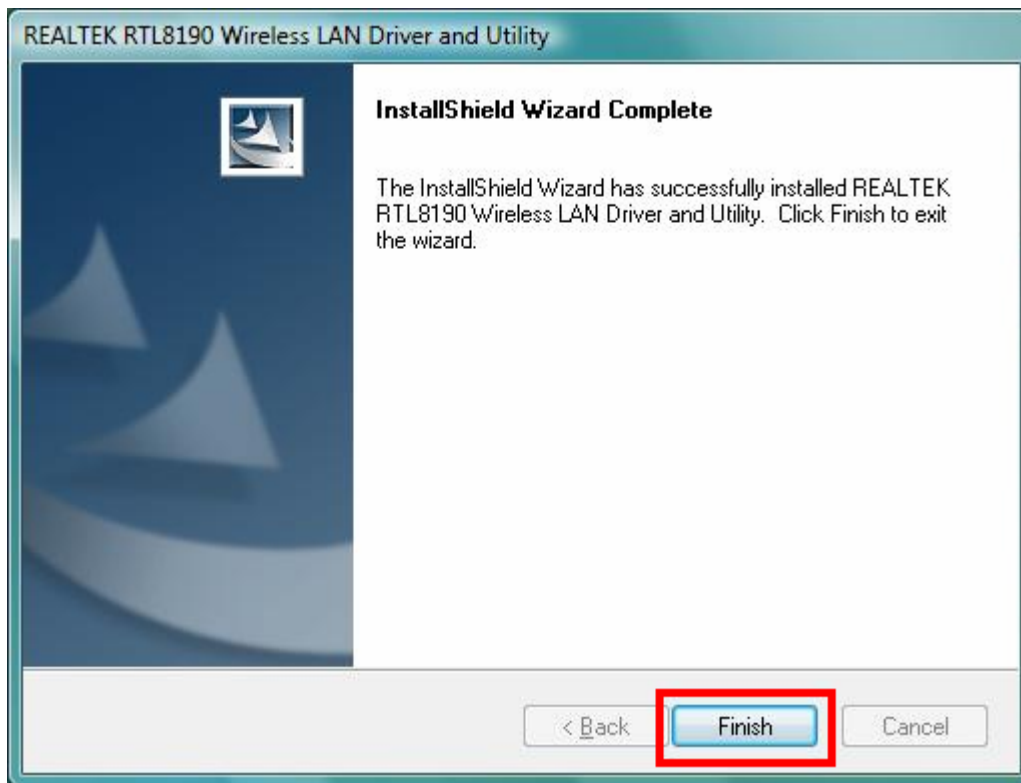 REALTEK RTL8190 Wireless LAN Driver and Utility
InstallShield Wizard Complete
The InstallShield Wizard has successfully installed REALTEK
RTL8190 Wireless LAN Driver and Utility.  Click Finish to exit
the wizard.
< Back Finish Cancel